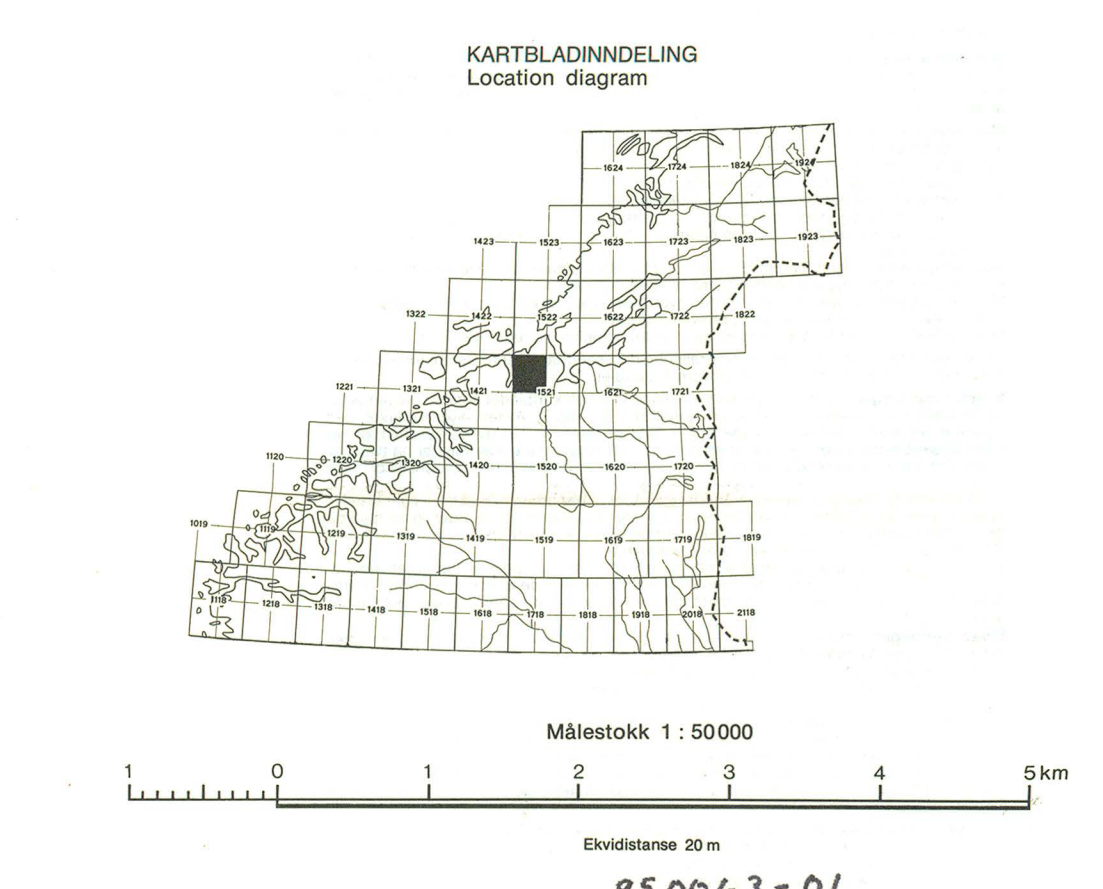 KARTBLADINNDELING
Location diagram
1624 1724 1824 1924
1423 1523 1623 1723 1823 1923
1322 1422 1522 1622 1722 1822
1221 1321 1421 1521 1621 1721
1120 1220 1320 1420 1520 1620 1720
1019 1119 1219 1319 1419 1519 1619 1719 1819
1118 1218 1318 1418 1518 1618 1718 1818 1918 2018 2118
Målestokk 1 : 50 000
1 0 1 2 3 4 5 km
Ekvidistanse 20 m